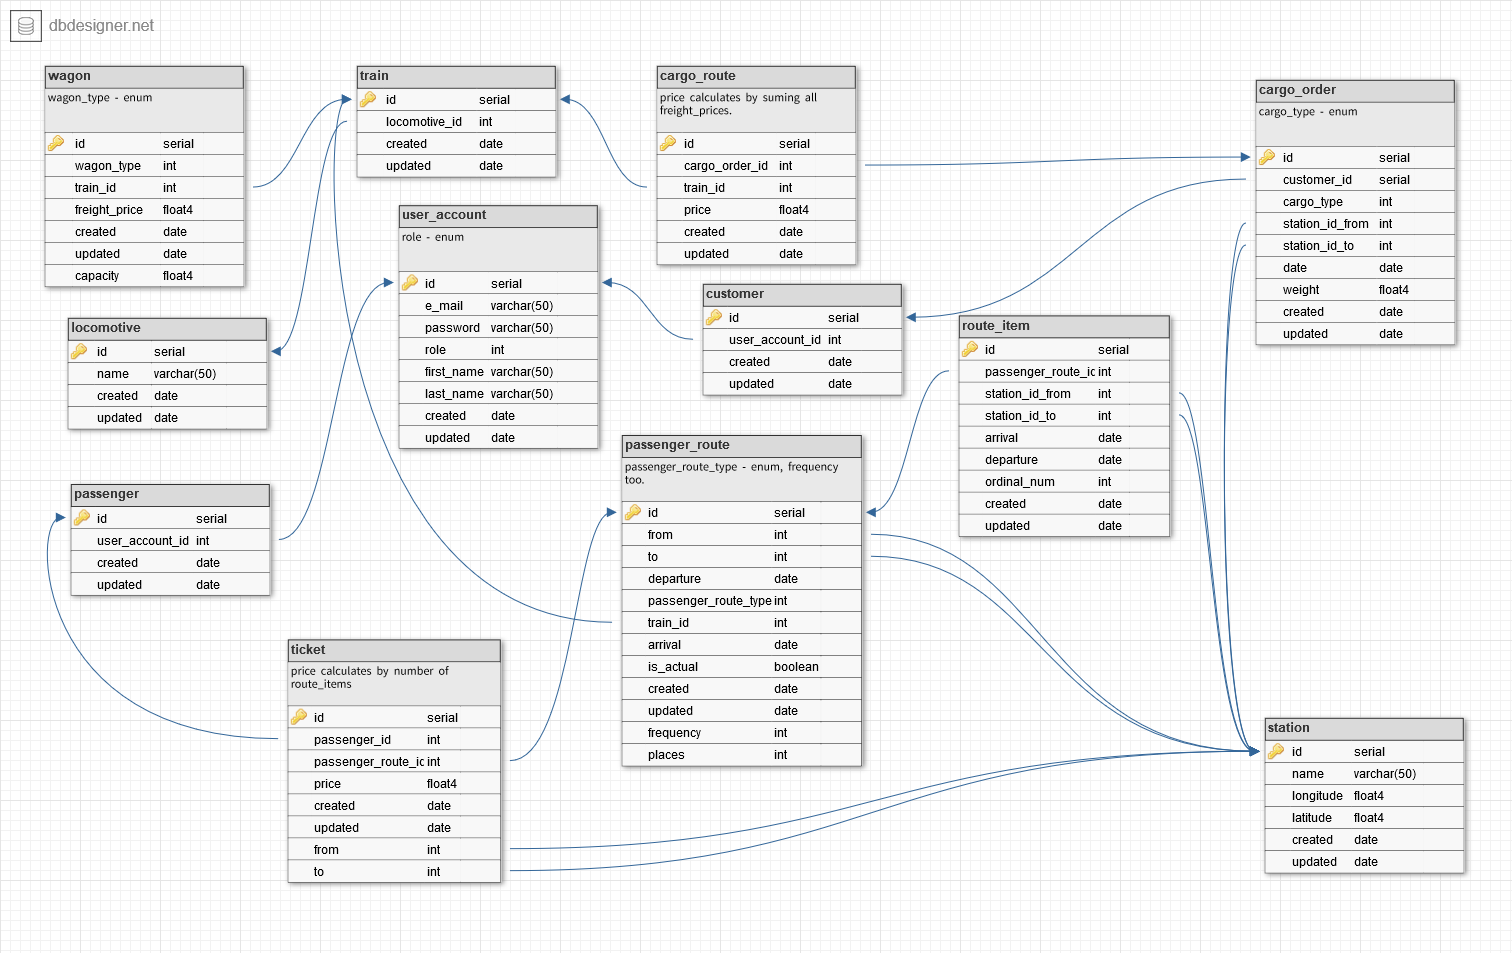 dbdesigner.net
wagon
wagon_type - enum
id serial
wagon_type int
train_id int
freight_price float4
created date
updated date
capacity float4
train
id serial
locomotive_id int
created date
updated date
cargo_route
price calculates by suming all
freight_prices.
id serial
cargo_order_id int
train_id int
price float4
created date
updated date
cargo_order
cargo_type - enum
id serial
customer_id serial
cargo_type int
station_id_from int
station_id_to int
date date
weight float4
created date
updated date
user_account
role - enum
id serial
e_mail varchar(50)
password varchar(50)
role int
first_name varchar(50)
last_name varchar(50)
created date
updated date
customer
id serial
user_account_id int
created date
updated date
locomotive
id serial
name varchar(50)
created date
updated date
route_item
id serial
passenger_route_ic int
station_id_from int
station_id_to int
arrival date
departure date
ordinal_num int
created date
updated date
passenger_route
passenger_route_type - enum, frequency
too.
id serial
from int
to int
departure date
passenger_route_type int
train_id int
arrival date
is_actual boolean
created date
updated date
frequency int
places int
passenger
id serial
user_account_id int
created date
updated date
ticket
price calculates by number of
route_items
id serial
passenger_id int
passenger_route_ic int
price float4
created date
updated date
from int
to int
station
id serial
name varchar(50)
longitude float4
latitude float4
created date
updated date